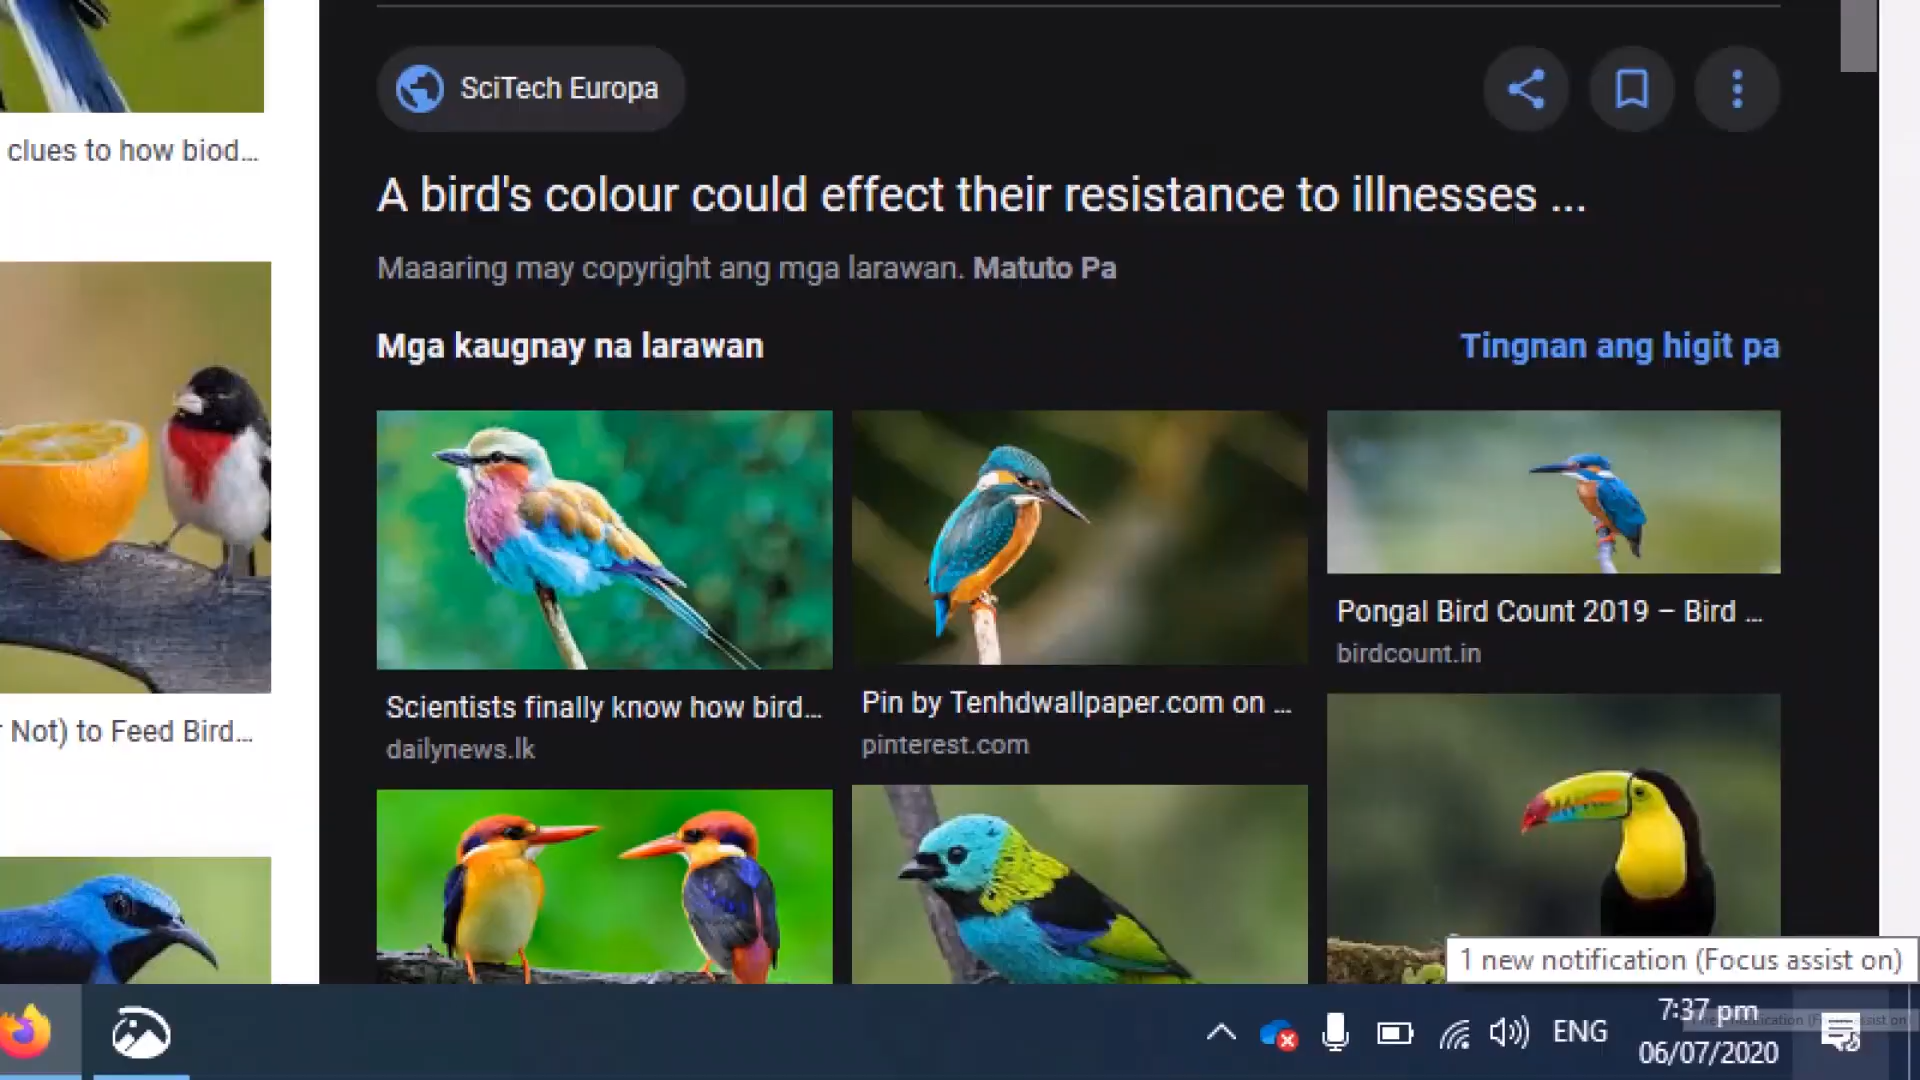 SciTech Europa
clues to how biod...
A bird's colour could effect their resistance to illnesses ...
Maaaring may copyright ang mga larawan. Matuto Pa
Mga kaugnay na larawan
Tingnan ang higit pa
Pongal Bird Count 2019 – Bird ...
birdcount.in
Scientists finally know how bird...
dailynews.lk
Pin by Tenhdwallpaper.com on ...
pinterest.com
Not) to Feed Bird...
1 new notification (Focus assist on)
ENG
7:37 pm
06/07/2020